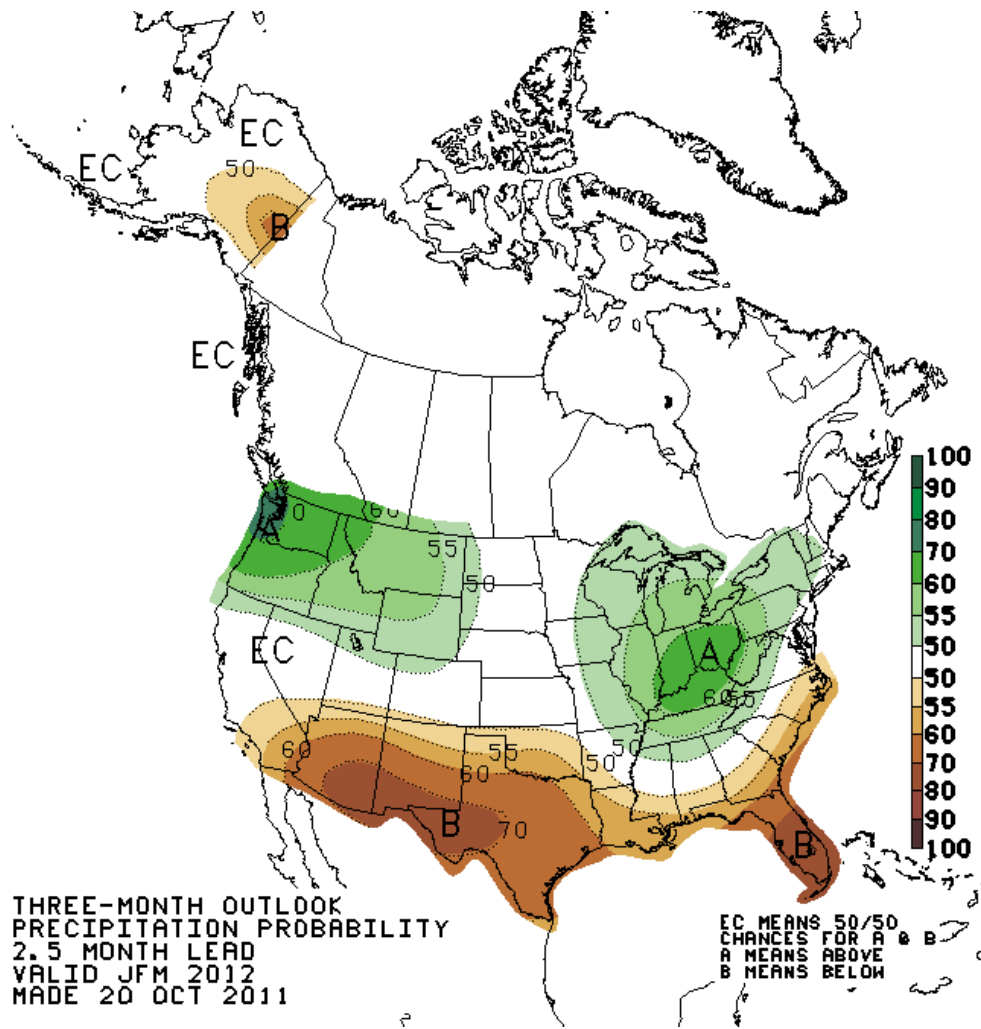 EC
EC
50
B
EC
70
60
A
55
50
EC
A
60
55
50
50
55
60
60
70
B
B
100
90
80
70
60
55
50
50
55
60
70
80
90
100
THREE-MONTH OUTLOOK
PRECIPITATION PROBABILITY
2.5 MONTH LEAD
VALID JFM 2012
MADE 20 OCT 2011
EC MEANS 50/50
CHANCES FOR A @ B
A MEANS ABOVE
B MEANS BELOW